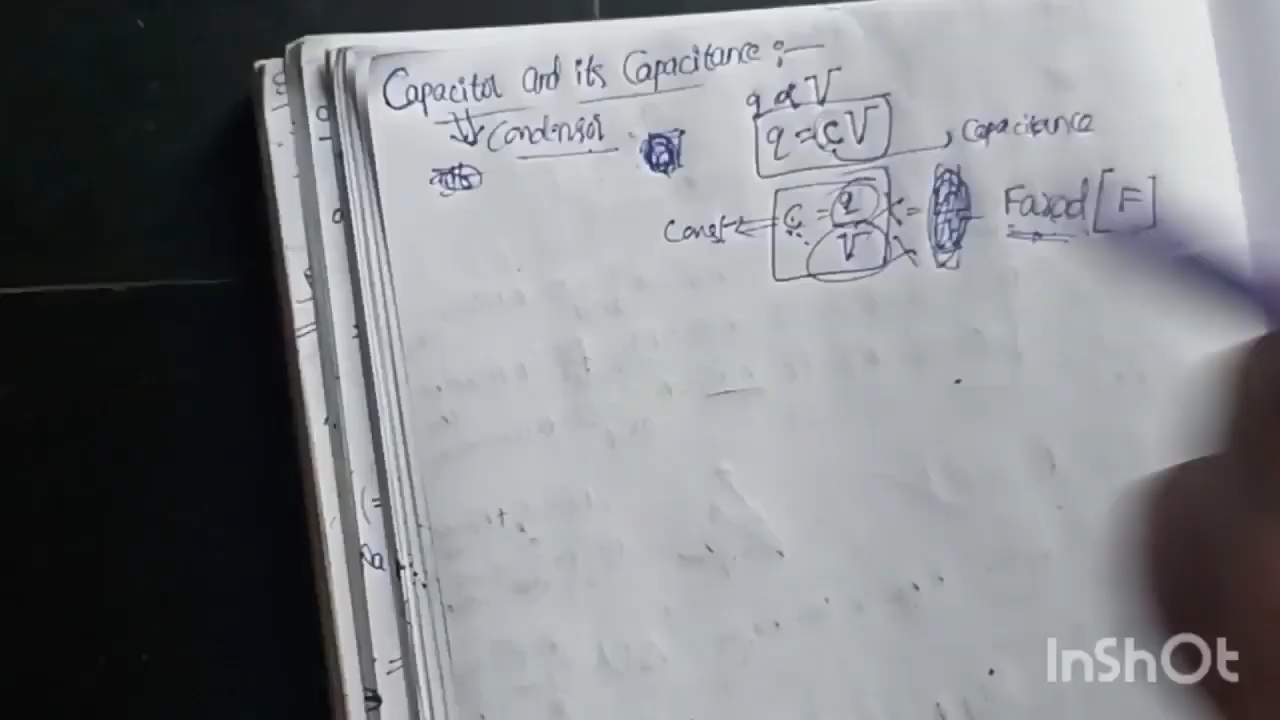 Capacitor and its Capacitance :-
Condensor
q α V
q = CV
Capacitance
Const
C = q/V
= Farad [F]
InShOt